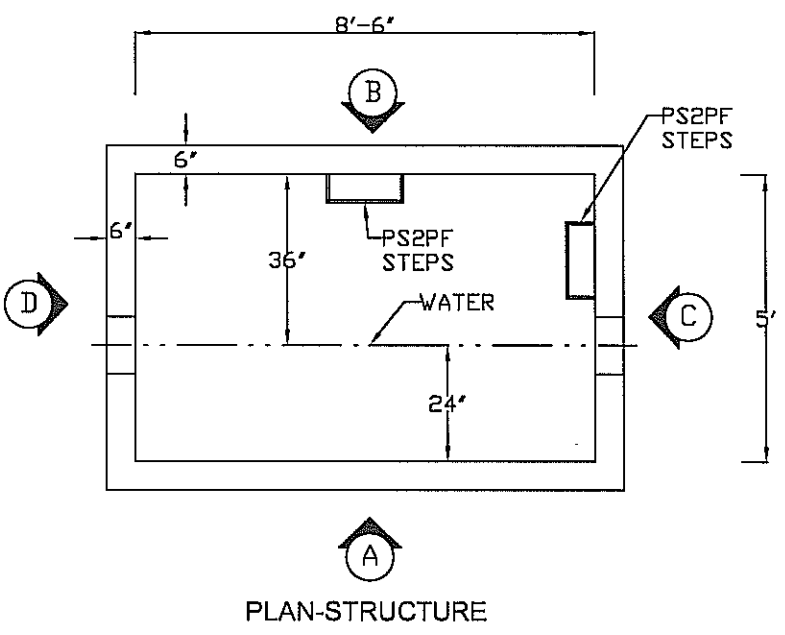 8'-6"
B
PS2PF
STEPS
6"
6"
PS2PF
STEPS
36"
D
WATER
C
5'
24"
A
PLAN-STRUCTURE